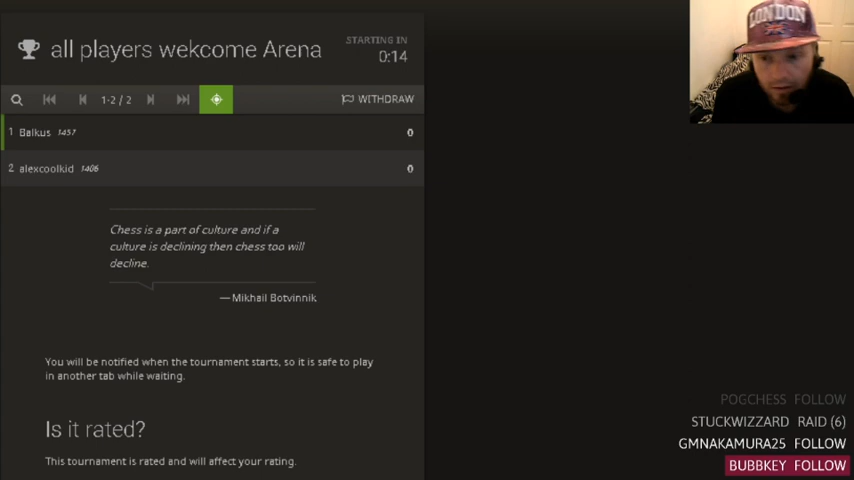 all players wekcome Arena
STARTING IN
0:14
1-2 / 2
WITHDRAW
1 Balkus 1457 0
2 alexcoolkid 1406 0
Chess is a part of culture and if a
culture is declining then chess too will
decline.
— Mikhail Botvinnik
You will be notified when the tournament starts, so it is safe to play
in another tab while waiting.
Is it rated?
This tournament is rated and will affect your rating.
LONDON
POGCHESS FOLLOW
STUCKWIZZARD RAID (6)
GMNAKAMURA25 FOLLOW
BUBBKEY FOLLOW